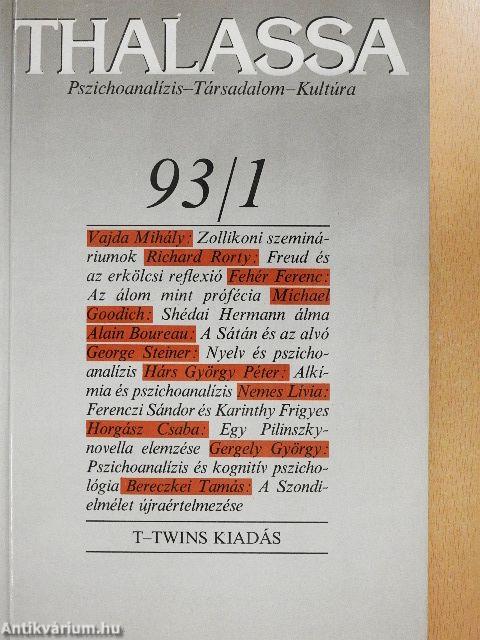 THALASSA
Pszichoanalízis–Társadalom–Kultúra
93/1
Vajda Mihály: Zollikoni szeminá-
riumok Richard Rorty: Freud és
az erkölcsi reflexió Fehér Ferenc:
Az álom mint prófécia Michael
Goodich: Shédai Hermann álma
Alain Boureau: A Sátán és az alvó
George Steiner: Nyelv és pszicho-
analízis Hárs György Péter: Alkí-
mia és pszichoanalízis Nemes Lívia:
Ferenczi Sándor és Karinthy Frigyes
Horgász Csaba: Egy Pilinszky-
novella elemzése Gergely György:
Pszichoanalízis és kognitív pszicho-
lógia Bereczkei Tamás: A Szondi-
elmélet újraértelmezése
T–TWINS KIADÁS
Antikvárium.hu